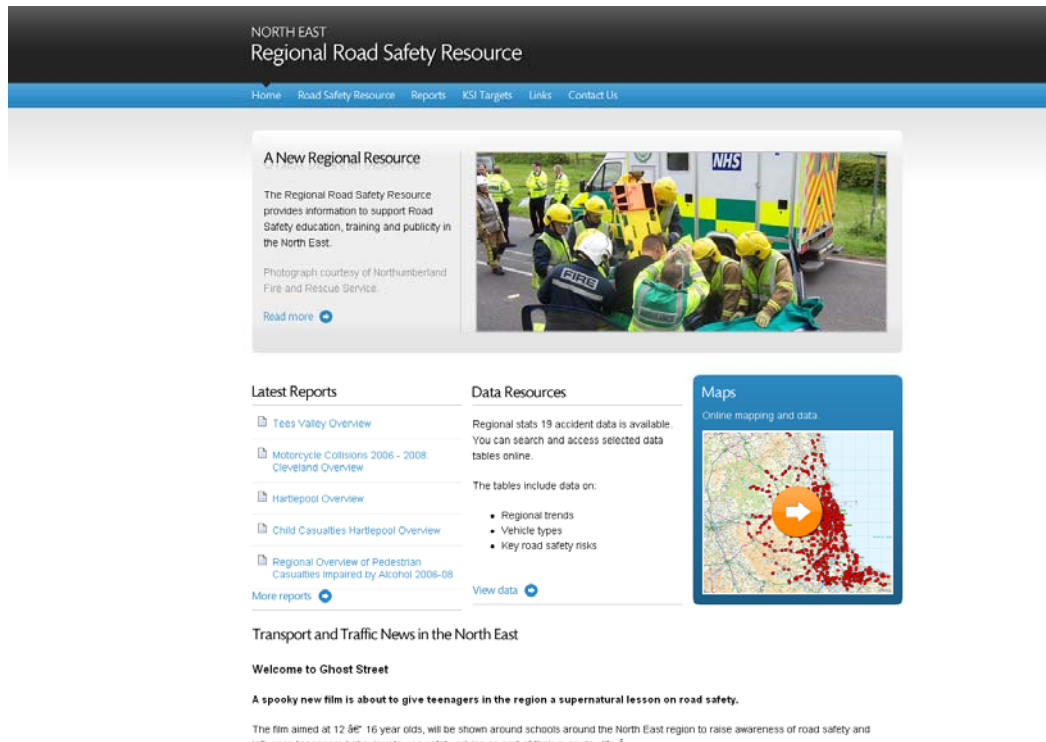 NORTH EAST
Regional Road Safety Resource
Home Road Safety Resource Reports KSI Targets Links Contact Us
A New Regional Resource
The Regional Road Safety Resource
provides information to support Road
Safety education, training and publicity in
the North East.
Photograph courtesy of Northumberland
Fire and Rescue Service.
Read more
NHS
FIRE
AMBULANCE
Latest Reports
Tees Valley Overview
Motorcycle Collisions 2006 - 2008:
Cleveland Overview
Hartlepool Overview
Child Casualties Hartlepool Overview
Regional Overview of Pedestrian
Casualties Impaired by Alcohol 2006-08
More reports
Data Resources
Regional stats 19 accident data is available.
You can search and access selected data
tables online.
The tables include data on:
• Regional trends
• Vehicle types
• Key road safety risks
View data
Maps
Online mapping and data.
Transport and Traffic News in the North East
Welcome to Ghost Street
A spooky new film is about to give teenagers in the region a supernatural lesson on road safety.
The film aimed at 12 â€“ 16 year olds, will be shown around schools around the North East region to raise awareness of road safety and